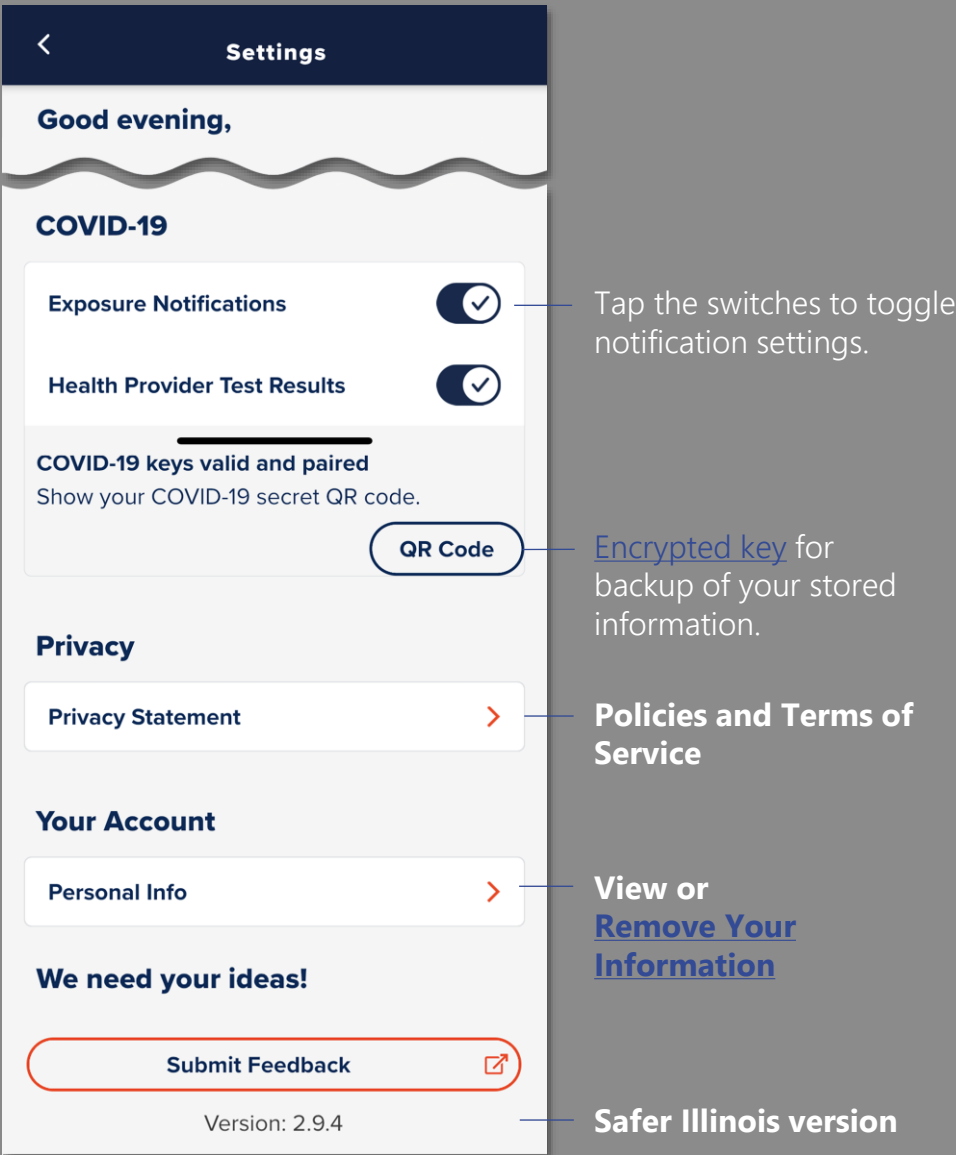 Settings
Good evening,
COVID-19
Exposure Notifications
Tap the switches to toggle
notification settings.
Health Provider Test Results
COVID-19 keys valid and paired
Show your COVID-19 secret QR code.
QR Code
Encrypted key for
backup of your stored
information.
Privacy
Privacy Statement
Policies and Terms of
Service
Your Account
Personal Info
View or
Remove Your
Information
We need your ideas!
Submit Feedback
Version: 2.9.4
Safer Illinois version